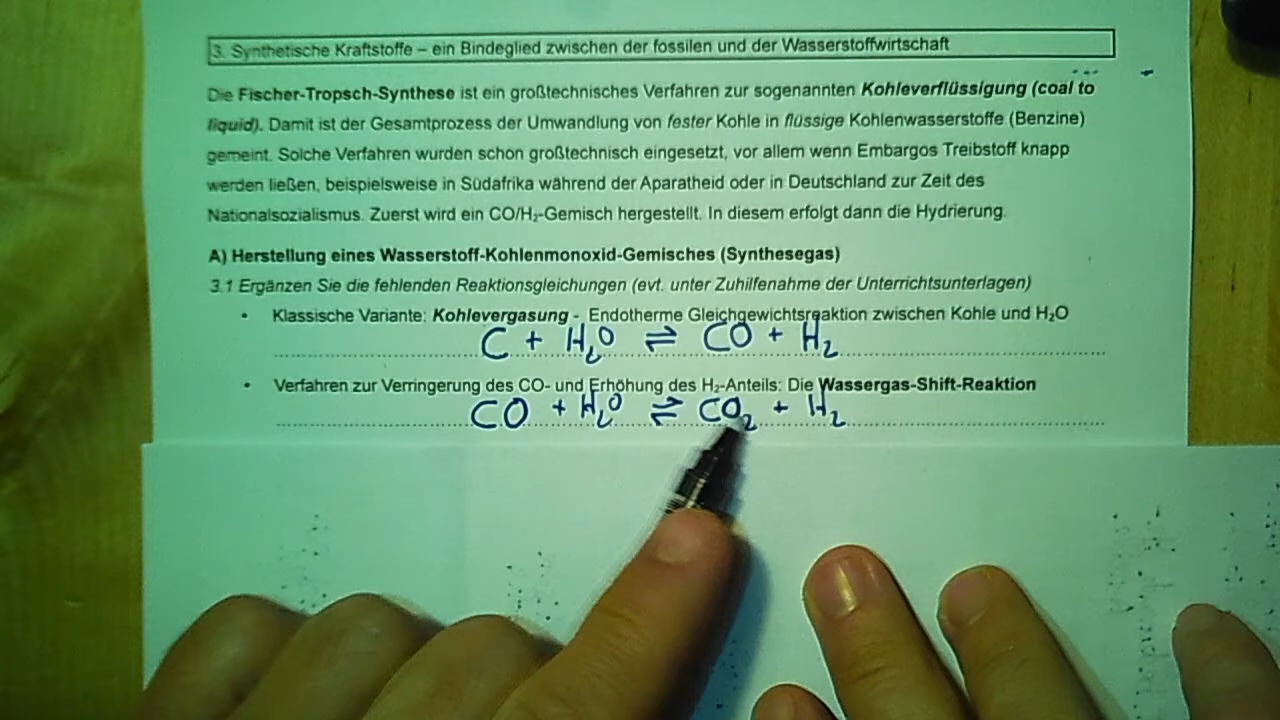 3. Synthetische Kraftstoffe – ein Bindeglied zwischen der fossilen und der Wasserstoffwirtschaft
Die Fischer-Tropsch-Synthese ist ein großtechnisches Verfahren zur sogenannten Kohleverflüssigung (coal to
liquid). Damit ist der Gesamtprozess der Umwandlung von fester Kohle in flüssige Kohlenwasserstoffe (Benzine)
gemeint. Solche Verfahren wurden schon großtechnisch eingesetzt, vor allem wenn Embargos Treibstoff knapp
werden ließen, beispielsweise in Südafrika während der Aparatheid oder in Deutschland zur Zeit des
Nationalsozialismus. Zuerst wird ein CO/H₂-Gemisch hergestellt. In diesem erfolgt dann die Hydrierung.
A) Herstellung eines Wasserstoff-Kohlenmonoxid-Gemisches (Synthesegas)
3.1 Ergänzen Sie die fehlenden Reaktionsgleichungen (evt. unter Zuhilfenahme der Unterrichtsunterlagen)
• Klassische Variante: Kohlevergasung - Endotherme Gleichgewichtsreaktion zwischen Kohle und H₂O
C + H₂O ⇌ CO + H₂
• Verfahren zur Verringerung des CO- und Erhöhung des H₂-Anteils: Die Wassergas-Shift-Reaktion
CO + H₂O ⇌ CO₂ + H₂